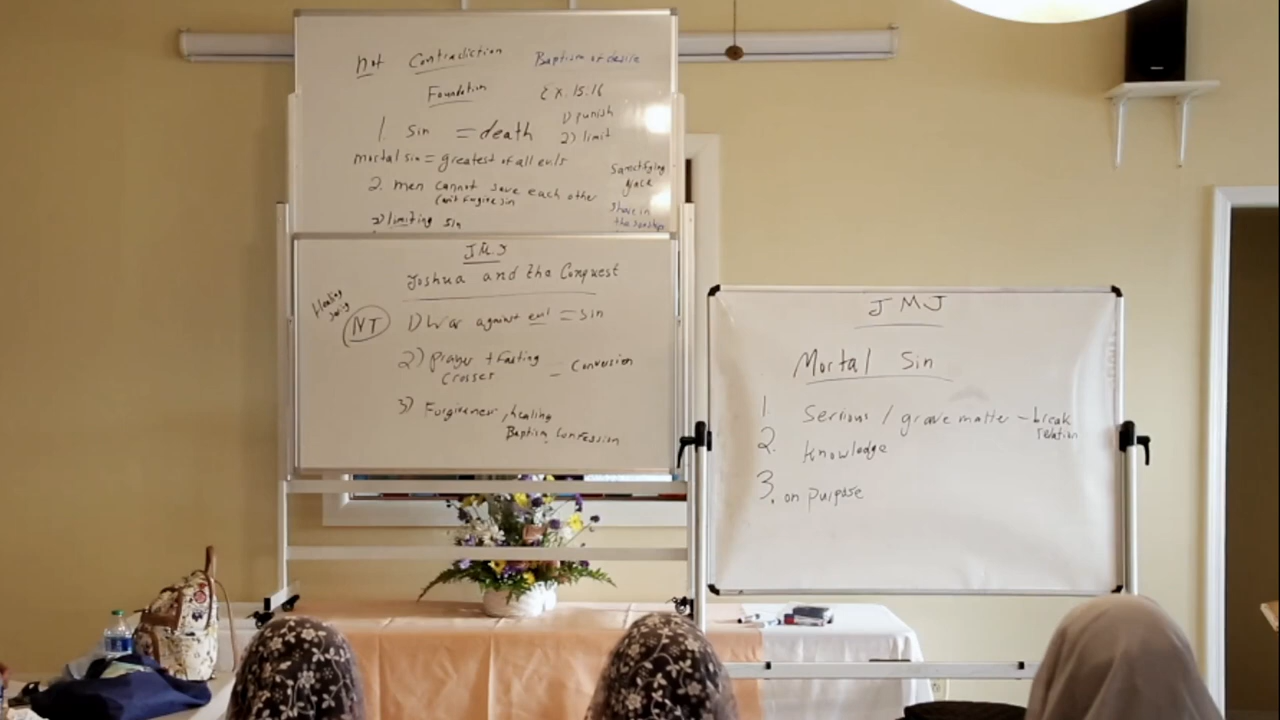 not Contradiction
Baptism of desire
Foundation
Ex. 15:16
1) punish
1. Sin = death
2) limit
mortal sin = greatest of all evils
Sanctifying
grace
2. men cannot save each other
can't forgive sin
share in
3) limiting sin
J.M.J
Joshua and the Conquest
Healing
NT
1) War against evil = sin
2) Prayer + fasting
Crosses
– Conversion
3) Forgiveness, healing
Baptism, Confession
JMJ
Mortal Sin
1. Serious / grave matter – break
relation
2. Knowledge
3. on purpose